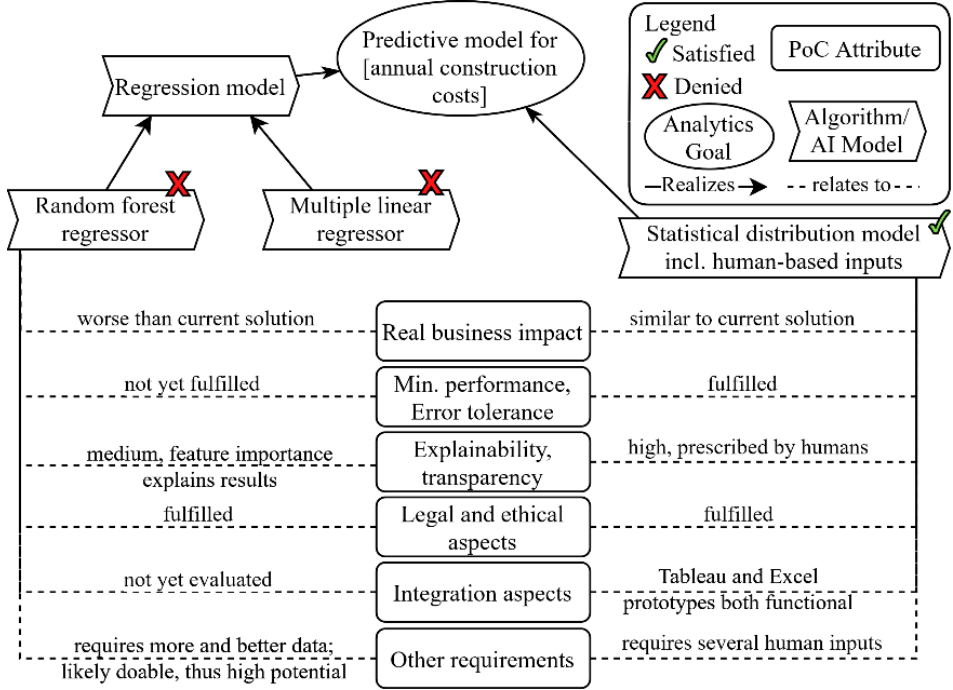 Predictive model for
[annual construction
costs]
Regression model
Legend
Satisfied
Denied
PoC Attribute
Analytics
Goal
Algorithm/
AI Model
Realizes
relates to
Random forest
regressor
Multiple linear
regressor
Statistical distribution model
incl. human-based inputs
worse than current solution
Real business impact
similar to current solution
not yet fulfilled
Min. performance,
Error tolerance
fulfilled
medium, feature importance
explains results
Explainability,
transparency
high, prescribed by humans
fulfilled
Legal and ethical
aspects
fulfilled
not yet evaluated
Integration aspects
Tableau and Excel
prototypes both functional
requires more and better data;
likely doable, thus high potential
Other requirements
requires several human inputs